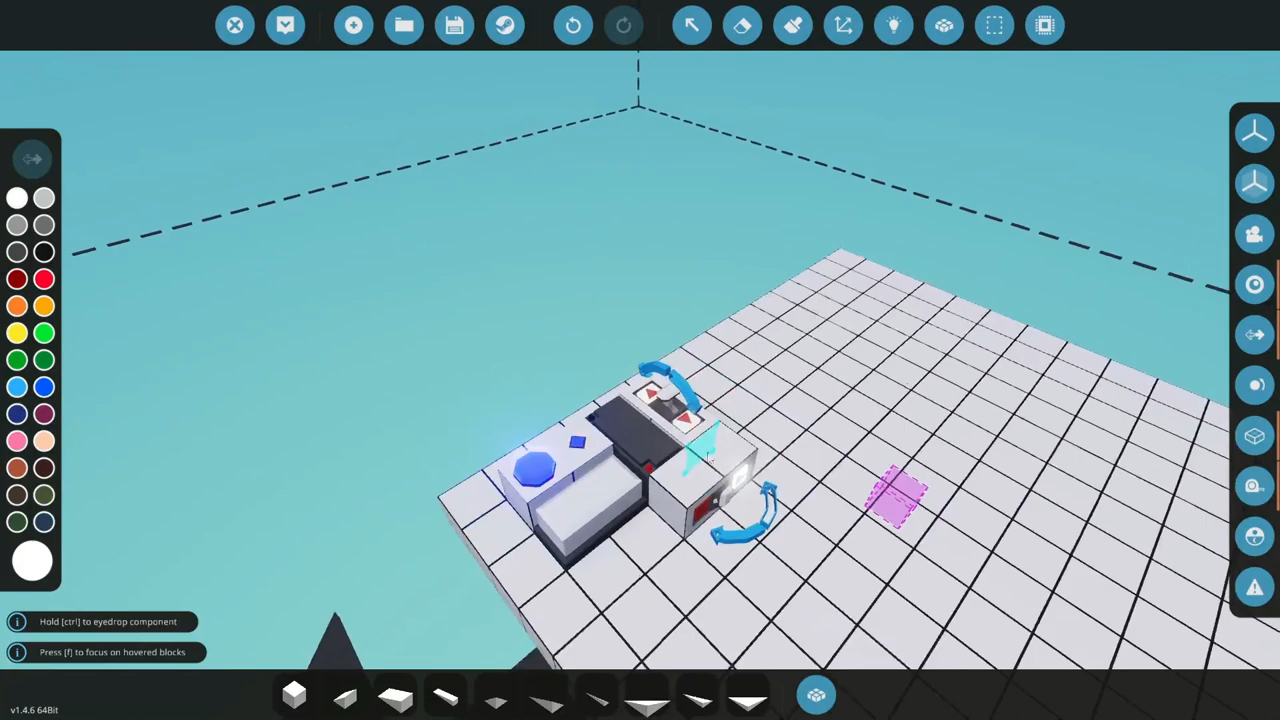 Hold [ctrl] to eyedrop component
Press [f] to focus on hovered blocks
v1.4.6 64Bit